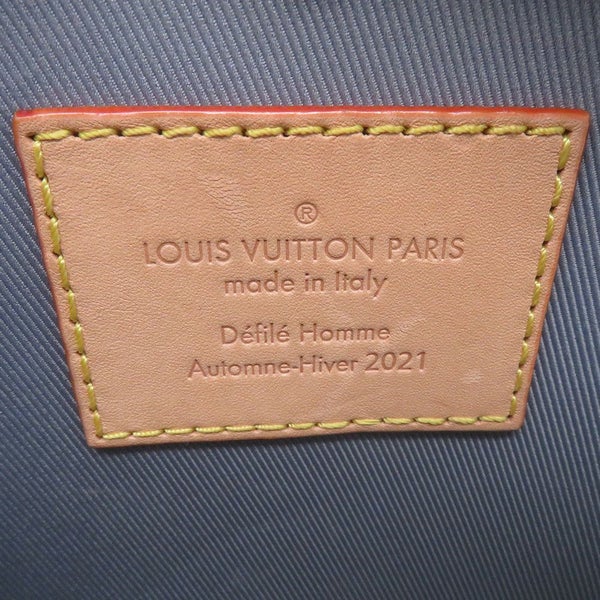 ®
LOUIS VUITTON PARIS
made in Italy
Défilé Homme
Automne-Hiver 2021